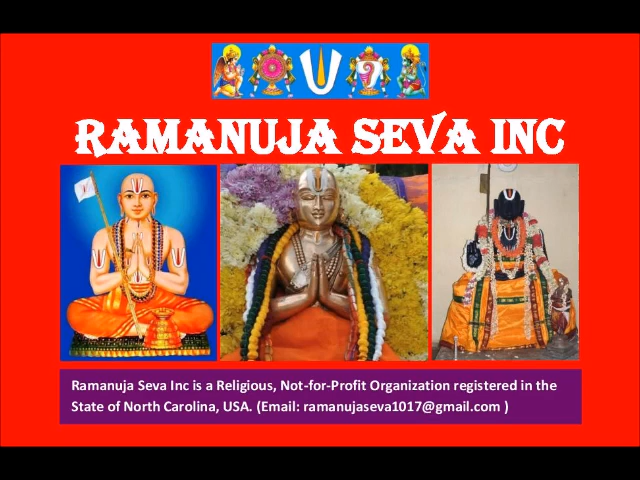 RAMANUJA SEVA INC
Ramanuja Seva Inc is a Religious, Not-for-Profit Organization registered in the
State of North Carolina, USA. (Email: ramanujaseva1017@gmail.com )